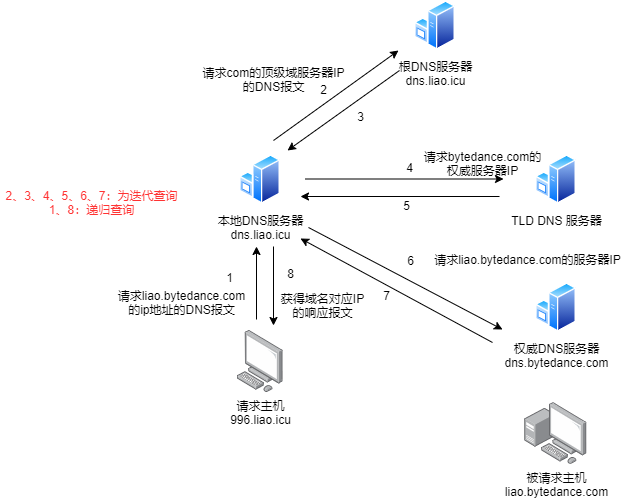 请求com的顶级域服务器IP
的DNS报文
2
3
根DNS服务器
dns.liao.icu
请求bytedance.com的
权威服务器IP
4
5
TLD DNS 服务器
2、3、4、5、6、7：为迭代查询
1、8：递归查询
本地DNS服务器
dns.liao.icu
6
请求liao.bytedance.com的服务器IP
7
1
8
请求liao.bytedance.com
的ip地址的DNS报文
获得域名对应IP
的响应报文
权威DNS服务器
dns.bytedance.com
请求主机
996.liao.icu
被请求主机
liao.bytedance.com